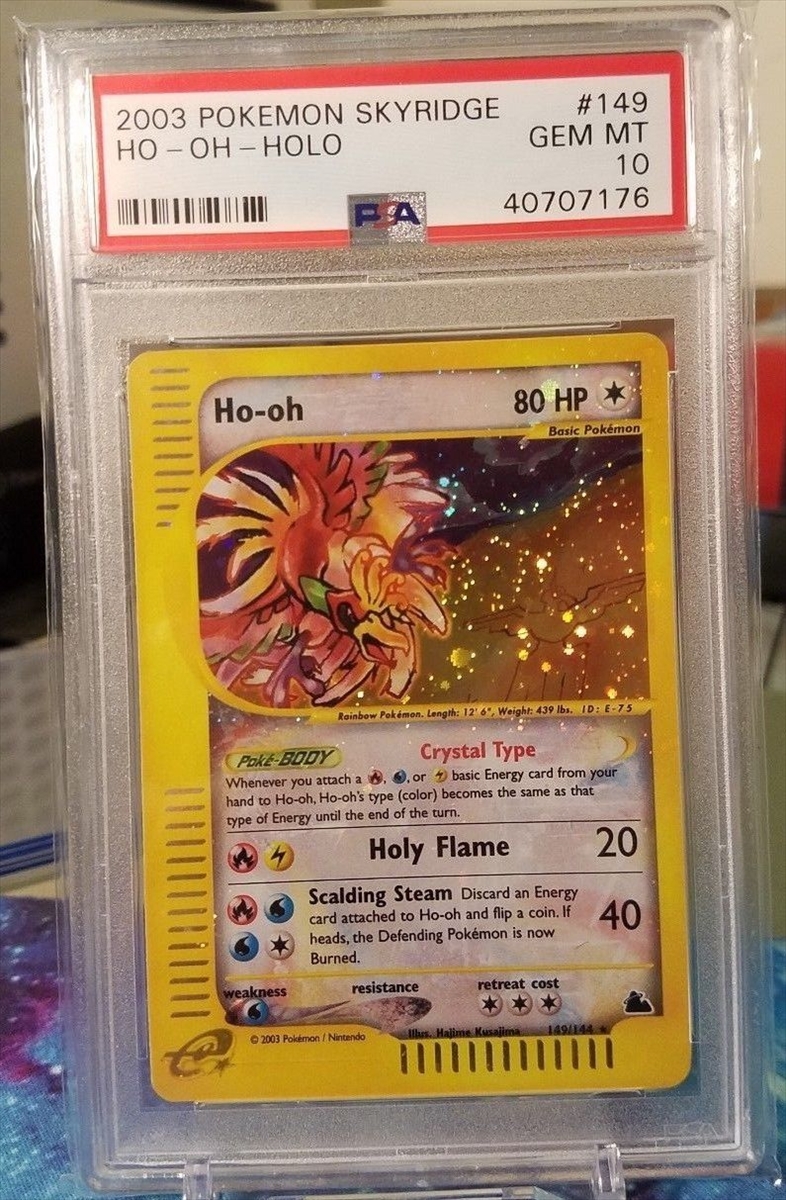 2003 POKEMON SKYRIDGE #149
HO - OH - HOLO GEM MT
10
PSA 40707176
Ho-oh 80 HP
Basic Pokémon
Rainbow Pokémon. Length: 12' 6", Weight: 439 lbs. ID: E-75
Poké-BODY Crystal Type
Whenever you attach a , , or basic Energy card from your
hand to Ho-oh, Ho-oh's type (color) becomes the same as that
type of Energy until the end of the turn.
Holy Flame 20
Scalding Steam Discard an Energy
card attached to Ho-oh and flip a coin. If
heads, the Defending Pokémon is now
Burned.
40
weakness resistance retreat cost
Illus. Hajime Kusajima 149/144 ★
© 2003 Pokémon / Nintendo
e
PSA